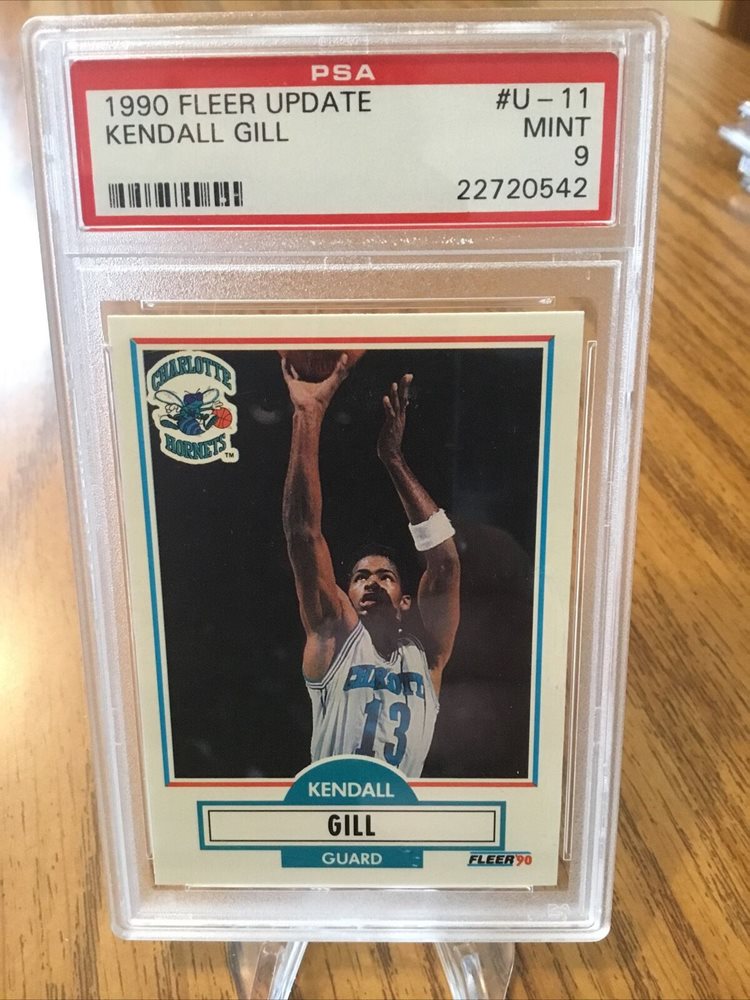 PSA
1990 FLEER UPDATE #U-11
KENDALL GILL MINT
9
22720542
CHARLOTTE
HORNETS
TM
CHARLOTTE
13
KENDALL
GILL
GUARD
FLEER '90